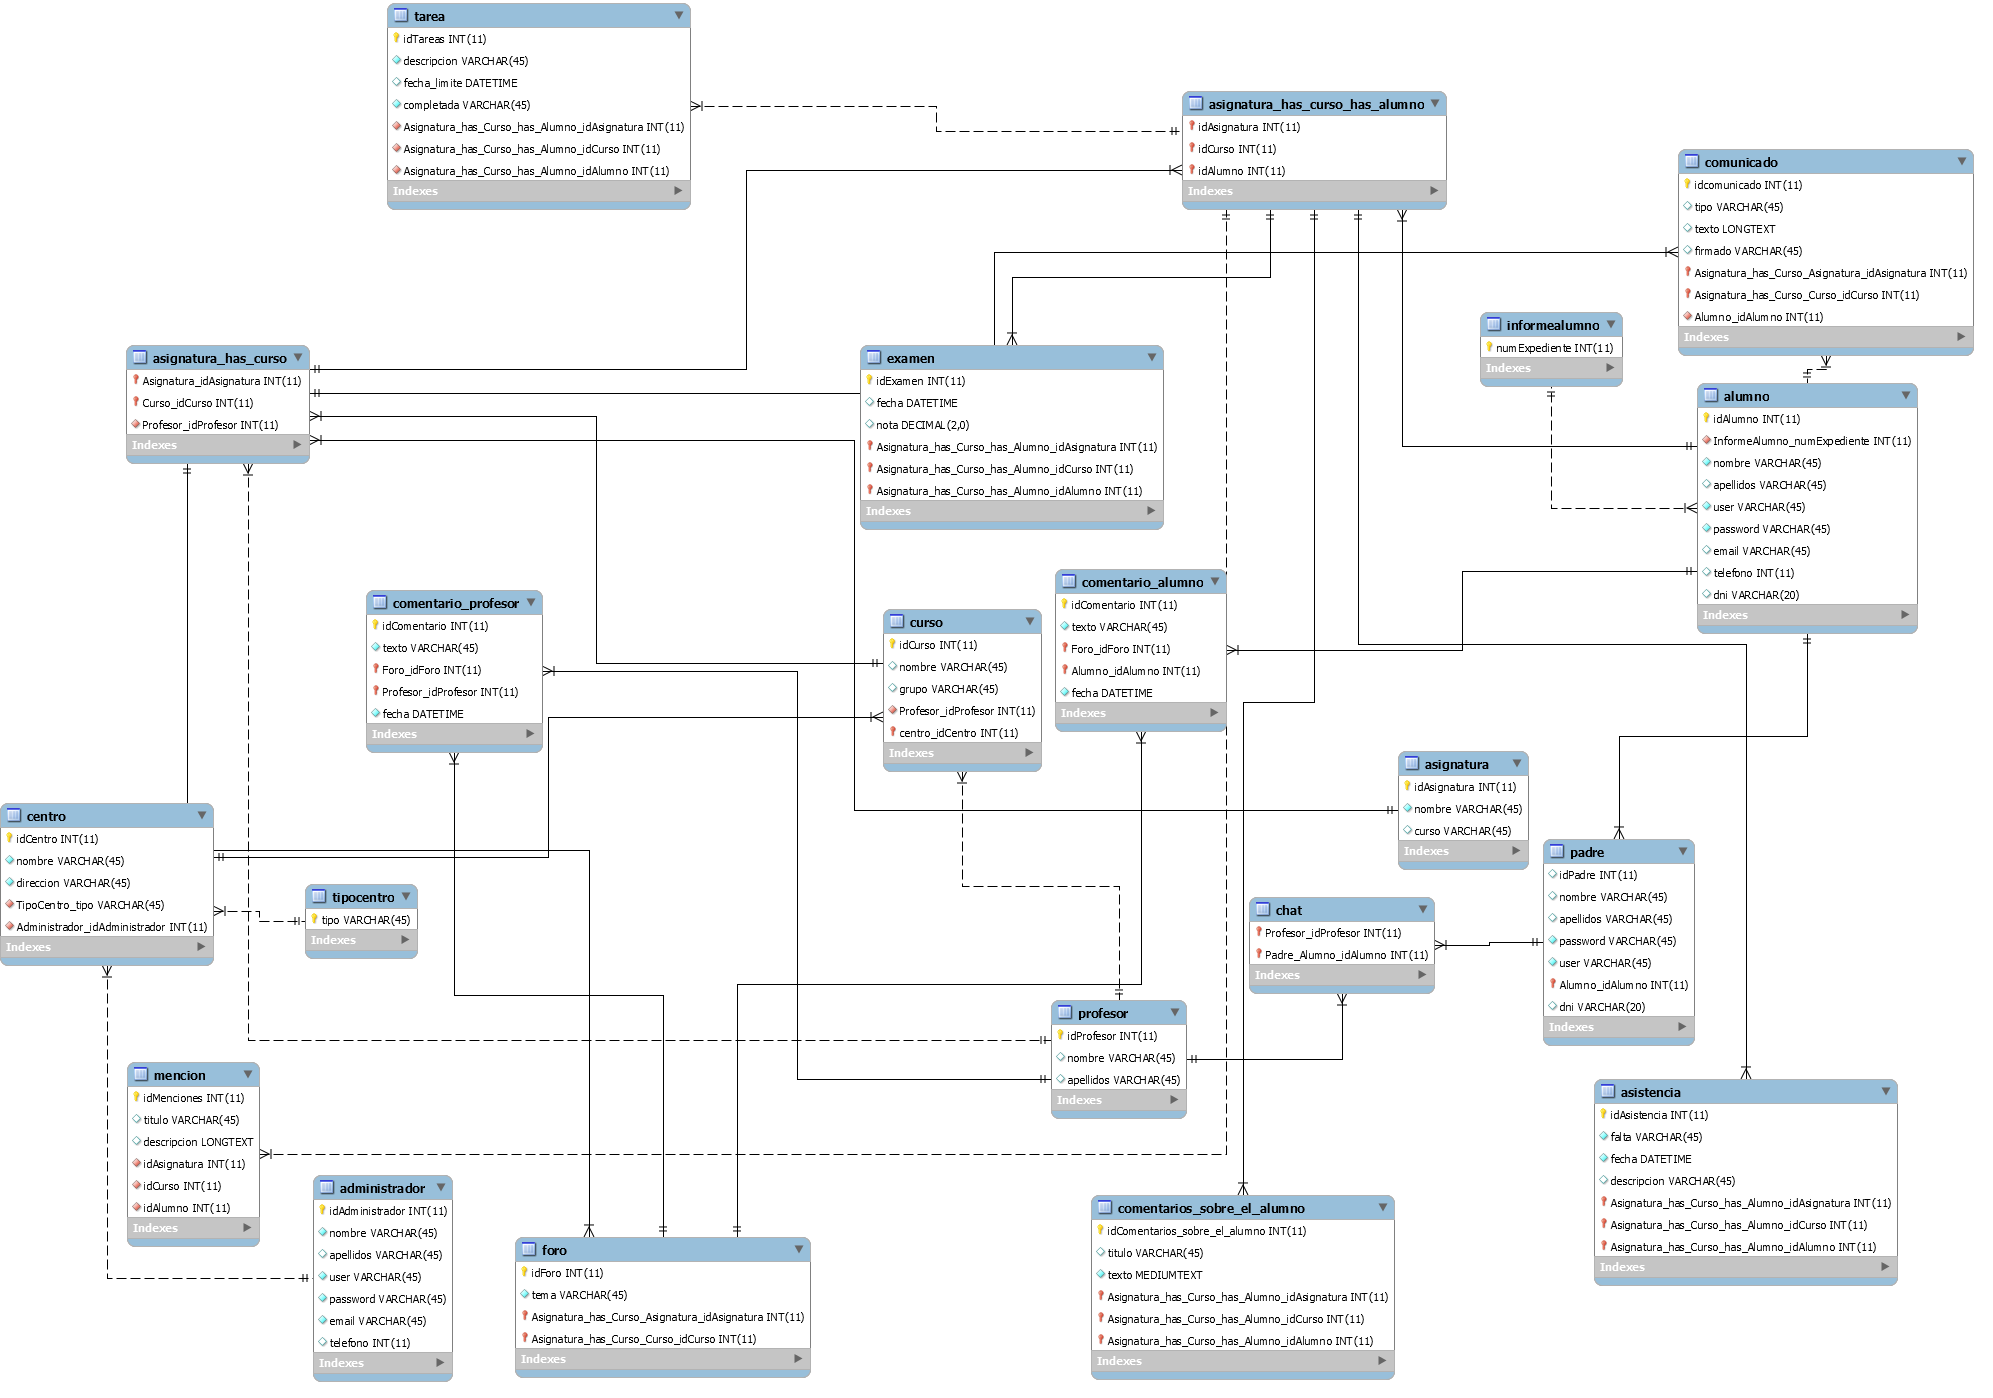 tarea
idTareas INT(11)
descripcion VARCHAR(45)
fecha_limite DATETIME
completada VARCHAR(45)
Asignatura_has_Curso_has_Alumno_idAsignatura INT(11)
Asignatura_has_Curso_has_Alumno_idCurso INT(11)
Asignatura_has_Curso_has_Alumno_idAlumno INT(11)
Indexes
asignatura_has_curso_has_alumno
idAsignatura INT(11)
idCurso INT(11)
idAlumno INT(11)
Indexes
comunicado
idcomunicado INT(11)
tipo VARCHAR(45)
texto LONGTEXT
firmado VARCHAR(45)
Asignatura_has_Curso_Asignatura_idAsignatura INT(11)
Asignatura_has_Curso_Curso_idCurso INT(11)
Alumno_idAlumno INT(11)
Indexes
informealumno
numExpediente INT(11)
Indexes
asignatura_has_curso
Asignatura_idAsignatura INT(11)
Curso_idCurso INT(11)
Profesor_idProfesor INT(11)
Indexes
examen
idExamen INT(11)
fecha DATETIME
nota DECIMAL(2,0)
Asignatura_has_Curso_has_Alumno_idAsignatura INT(11)
Asignatura_has_Curso_has_Alumno_idCurso INT(11)
Asignatura_has_Curso_has_Alumno_idAlumno INT(11)
Indexes
alumno
idAlumno INT(11)
InformeAlumno_numExpediente INT(11)
nombre VARCHAR(45)
apellidos VARCHAR(45)
user VARCHAR(45)
password VARCHAR(45)
email VARCHAR(45)
telefono INT(11)
dni VARCHAR(20)
Indexes
comentario_profesor
idComentario INT(11)
texto VARCHAR(45)
Foro_idForo INT(11)
Profesor_idProfesor INT(11)
fecha DATETIME
Indexes
curso
idCurso INT(11)
nombre VARCHAR(45)
grupo VARCHAR(45)
Profesor_idProfesor INT(11)
centro_idCentro INT(11)
Indexes
comentario_alumno
idComentario INT(11)
texto VARCHAR(45)
Foro_idForo INT(11)
Alumno_idAlumno INT(11)
fecha DATETIME
Indexes
asignatura
idAsignatura INT(11)
nombre VARCHAR(45)
curso VARCHAR(45)
Indexes
centro
idCentro INT(11)
nombre VARCHAR(45)
direccion VARCHAR(45)
TipoCentro_tipo VARCHAR(45)
Administrador_idAdministrador INT(11)
Indexes
tipocentro
tipo VARCHAR(45)
Indexes
padre
idPadre INT(11)
nombre VARCHAR(45)
apellidos VARCHAR(45)
password VARCHAR(45)
user VARCHAR(45)
Alumno_idAlumno INT(11)
dni VARCHAR(20)
Indexes
chat
Profesor_idProfesor INT(11)
Padre_Alumno_idAlumno INT(11)
Indexes
profesor
idProfesor INT(11)
nombre VARCHAR(45)
apellidos VARCHAR(45)
Indexes
mencion
idMenciones INT(11)
titulo VARCHAR(45)
descripcion LONGTEXT
idAsignatura INT(11)
idCurso INT(11)
idAlumno INT(11)
Indexes
asistencia
idAsistencia INT(11)
falta VARCHAR(45)
fecha DATETIME
descripcion VARCHAR(45)
Asignatura_has_Curso_has_Alumno_idAsignatura INT(11)
Asignatura_has_Curso_has_Alumno_idCurso INT(11)
Asignatura_has_Curso_has_Alumno_idAlumno INT(11)
Indexes
administrador
idAdministrador INT(11)
nombre VARCHAR(45)
apellidos VARCHAR(45)
user VARCHAR(45)
password VARCHAR(45)
email VARCHAR(45)
telefono INT(11)
Indexes
foro
idForo INT(11)
tema VARCHAR(45)
Asignatura_has_Curso_Asignatura_idAsignatura INT(11)
Asignatura_has_Curso_Curso_idCurso INT(11)
Indexes
comentarios_sobre_el_alumno
idComentarios_sobre_el_alumno INT(11)
titulo VARCHAR(45)
texto MEDIUMTEXT
Asignatura_has_Curso_has_Alumno_idAsignatura INT(11)
Asignatura_has_Curso_has_Alumno_idCurso INT(11)
Asignatura_has_Curso_has_Alumno_idAlumno INT(11)
Indexes